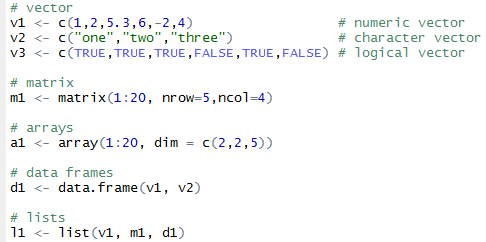 # vector
v1 <- c(1,2,5.3,6,-2,4) # numeric vector
v2 <- c("one","two","three") # character vector
v3 <- c(TRUE,TRUE,TRUE,FALSE,TRUE,FALSE) # logical vector
# matrix
m1 <- matrix(1:20, nrow=5,ncol=4)
# arrays
a1 <- array(1:20, dim = c(2,2,5))
# data frames
d1 <- data.frame(v1, v2)
# lists
l1 <- list(v1, m1, d1)